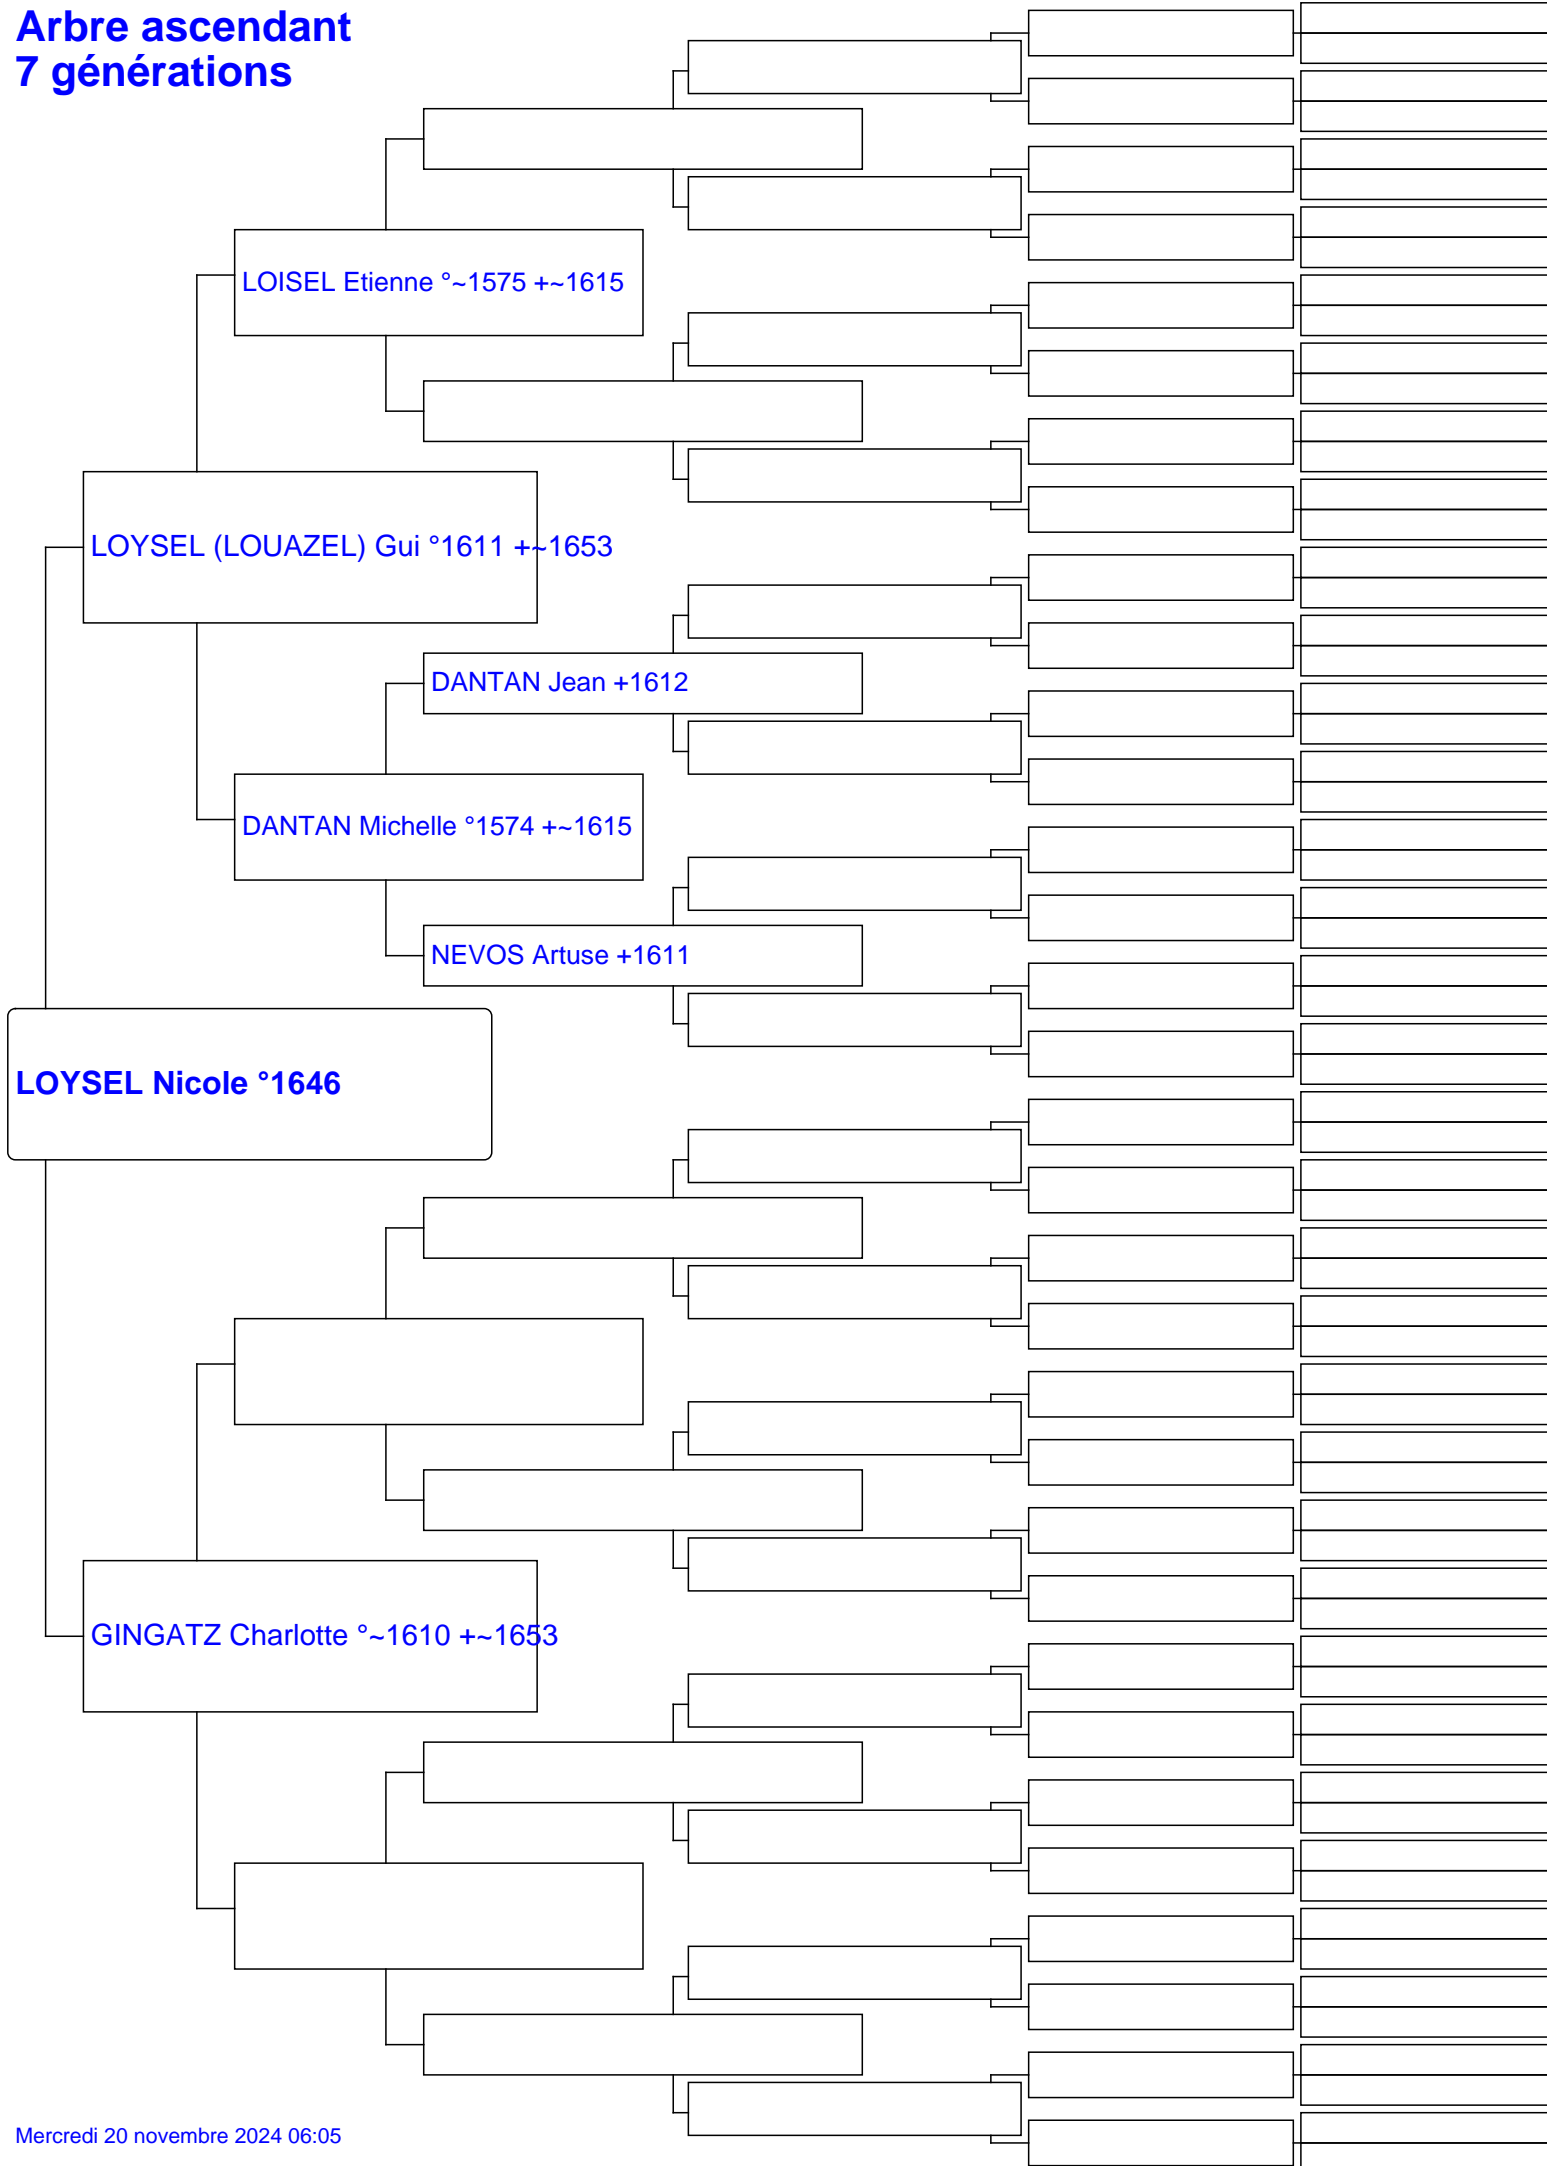 Arbre ascendant
7 générations
LOISEL Etienne °~1575 +~1615
LOYSEL (LOUAZEL) Gui °1611 +~1653
DANTAN Jean +1612
DANTAN Michelle °1574 +~1615
NEVOS Artuse +1611
LOYSEL Nicole °1646
GINGATZ Charlotte °~1610 +~1653
Mercredi 20 novembre 2024 06:05